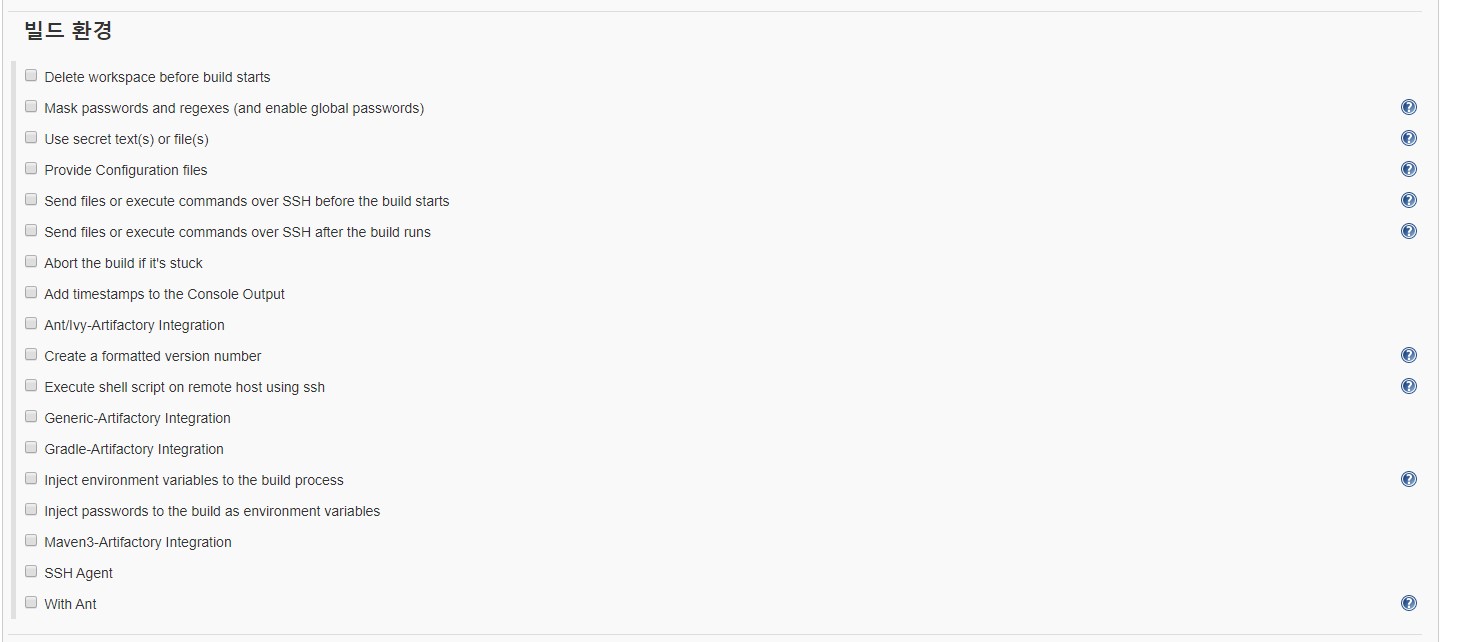 빌드 환경
Delete workspace before build starts
Mask passwords and regexes (and enable global passwords)
Use secret text(s) or file(s)
Provide Configuration files
Send files or execute commands over SSH before the build starts
Send files or execute commands over SSH after the build runs
Abort the build if it's stuck
Add timestamps to the Console Output
Ant/Ivy-Artifactory Integration
Create a formatted version number
Execute shell script on remote host using ssh
Generic-Artifactory Integration
Gradle-Artifactory Integration
Inject environment variables to the build process
Inject passwords to the build as environment variables
Maven3-Artifactory Integration
SSH Agent
With Ant